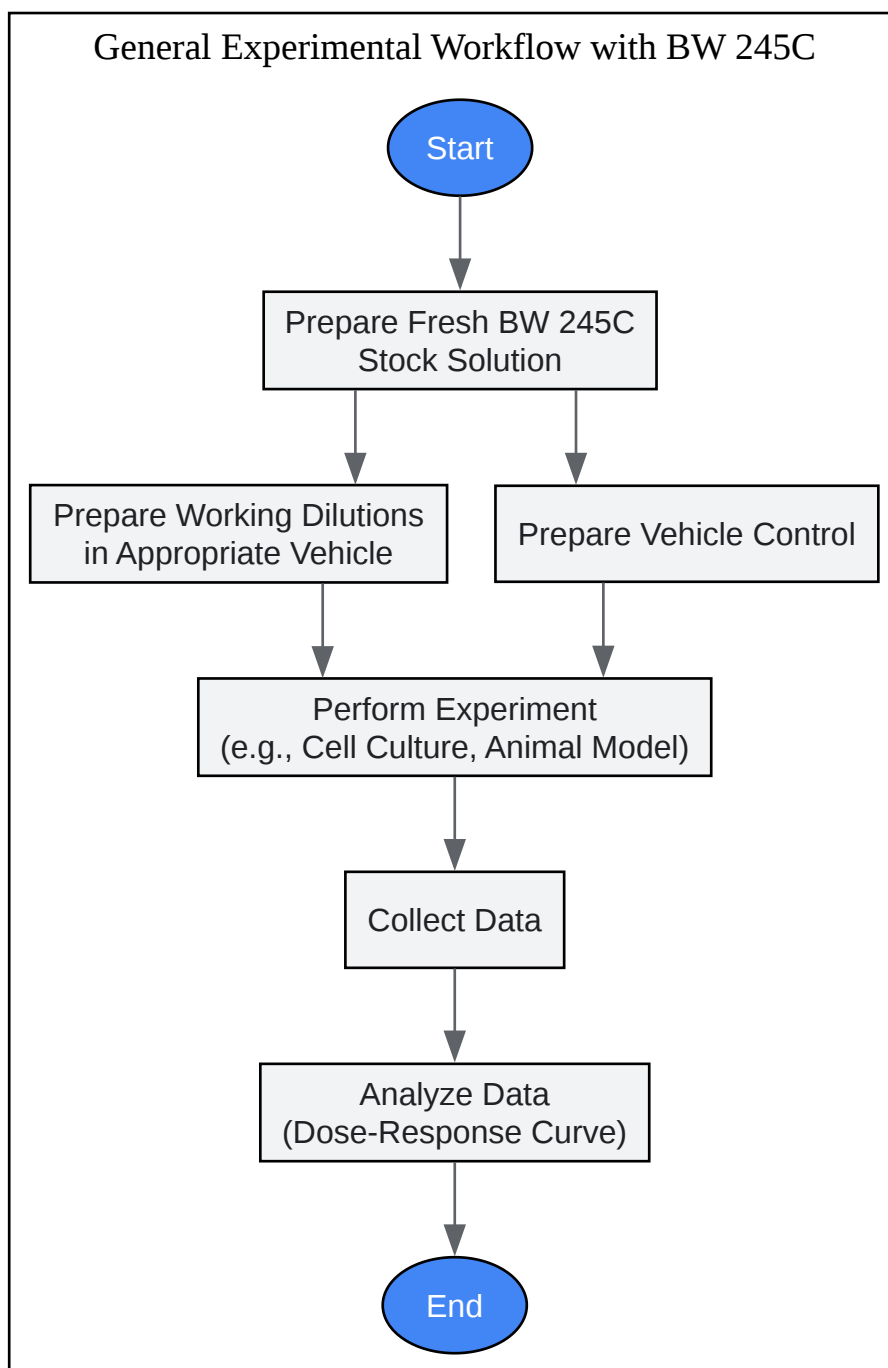 General Experimental Workflow with BW 245C
Start
Prepare Fresh BW 245C
Stock Solution
Prepare Working Dilutions
in Appropriate Vehicle
Prepare Vehicle Control
Perform Experiment
(e.g., Cell Culture, Animal Model)
Collect Data
Analyze Data
(Dose-Response Curve)
End